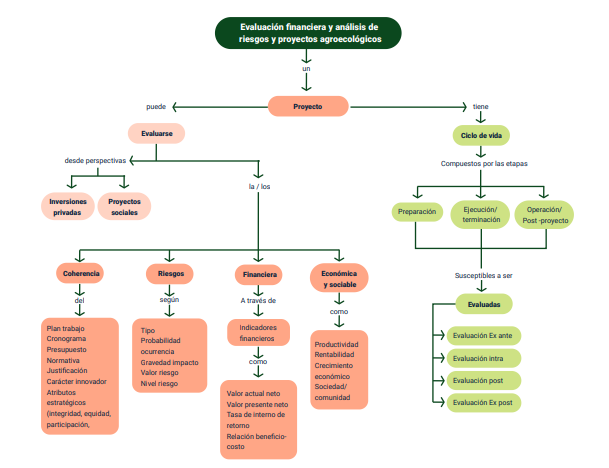 Evaluación financiera y análisis de
riesgos y proyectos agroecológicos
un
puede
Proyecto
tiene
Evaluarse
Ciclo de vida
desde perspectivas
Compuestos por las etapas
la / los
Inversiones
privadas
Proyectos
sociales
Preparación
Ejecución/
terminación
Operación/
Post -proyecto
Coherencia
Riesgos
Financiera
Económica
y sociable
Susceptibles a ser
del
según
A través de
como
Evaluadas
Plan trabajo
Cronograma
Presupuesto
Normativa
Justificación
Carácter innovador
Atributos
estratégicos
(integridad, equidad,
participación,
Tipo
Probabilidad
ocurrencia
Gravedad impacto
Valor riesgo
Nivel riesgo
Indicadores
financieros
como
Valor actual neto
Valor presente neto
Tasa de interno de
retorno
Relación beneficio-
costo
Productividad
Rentabilidad
Crecimiento
económico
Sociedad/
comunidad
Evaluación Ex ante
Evaluación intra
Evaluación post
Evaluación Ex post